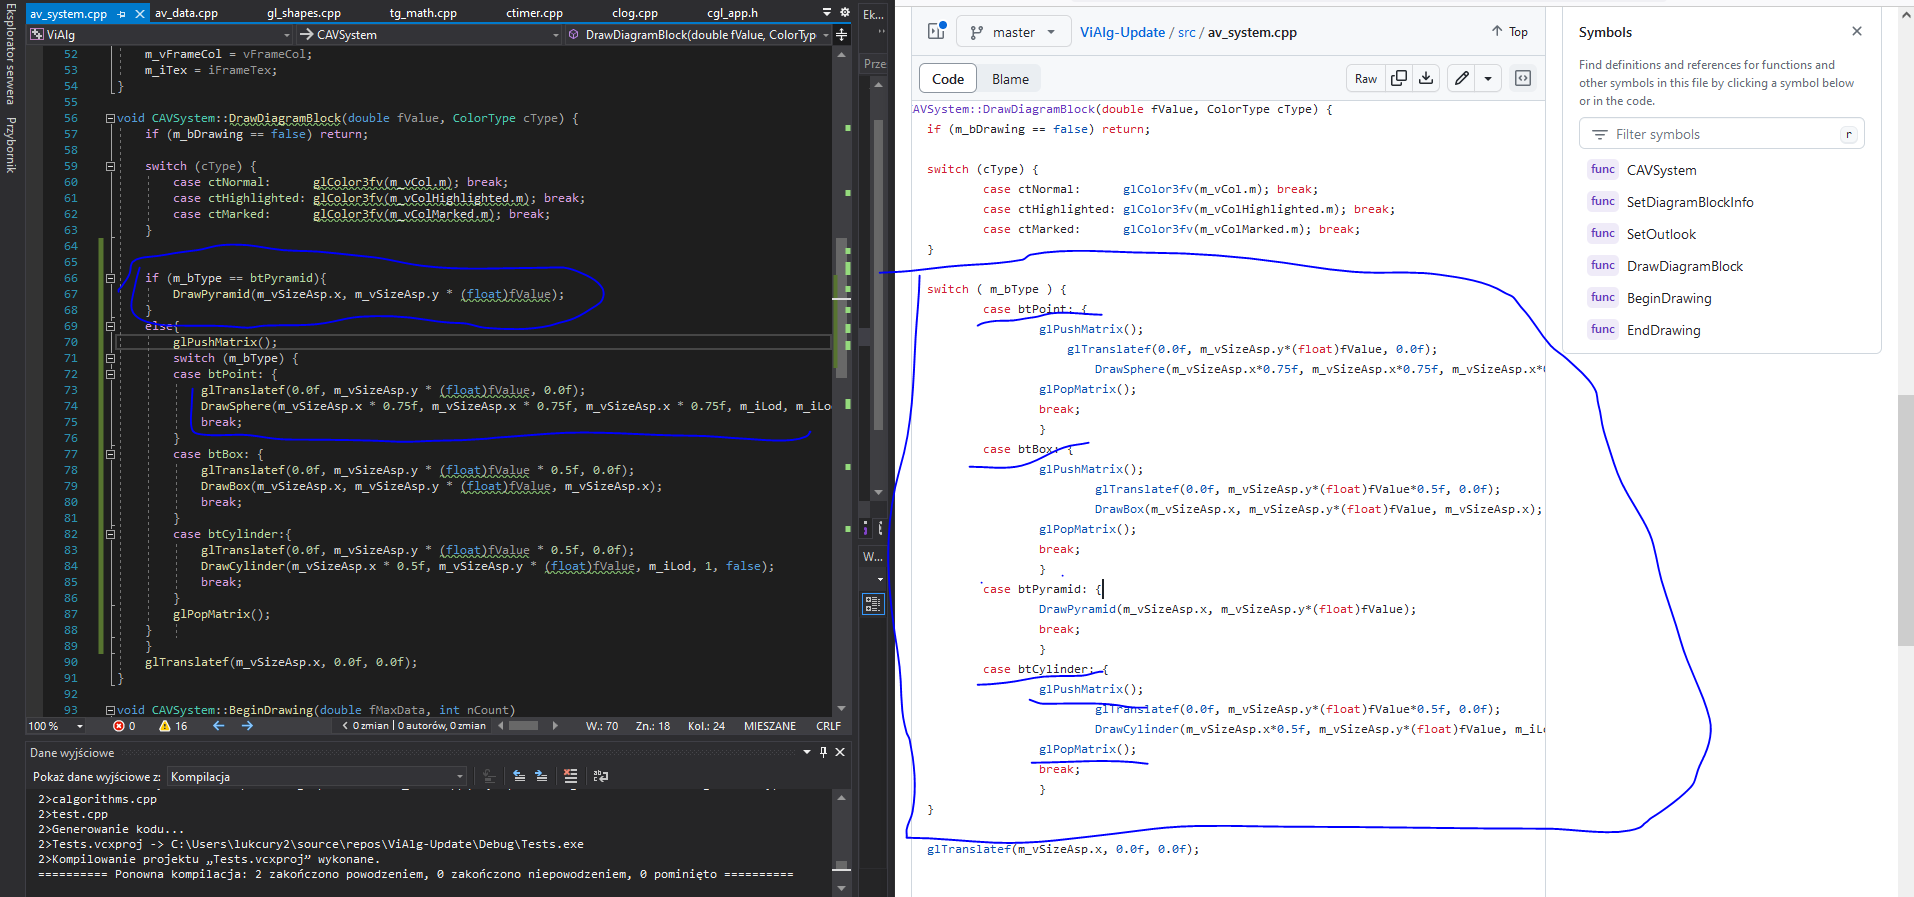 Eksplorator serwera
Przybornik
av_system.cpp
av_data.cpp
gl_shapes.cpp
tg_math.cpp
ctimer.cpp
clog.cpp
cgl_app.h
ViAlg
CAVSystem
DrawDiagramBlock(double fValue, ColorTyp
52 m_vFrameCol = vFrameCol;
53 m_iTex = iFrameTex;
54 }
55
56 void CAVSystem::DrawDiagramBlock(double fValue, ColorType cType) {
57 if (m_bDrawing == false) return;
58
59 switch (cType) {
60 case ctNormal: glColor3fv(m_vCol.m); break;
61 case ctHighlighted: glColor3fv(m_vColHighlighted.m); break;
62 case ctMarked: glColor3fv(m_vColMarked.m); break;
63 }
64
65
66 if (m_bType == btPyramid){
67 DrawPyramid(m_vSizeAsp.x, m_vSizeAsp.y * (float)fValue);
68 }
69 else{
70 glPushMatrix();
71 switch (m_bType) {
72 case btPoint: {
73 glTranslatef(0.0f, m_vSizeAsp.y * (float)fValue, 0.0f);
74 DrawSphere(m_vSizeAsp.x * 0.75f, m_vSizeAsp.x * 0.75f, m_vSizeAsp.x * 0.75f, m_iLod, m_iLo
75 break;
76 }
77 case btBox: {
78 glTranslatef(0.0f, m_vSizeAsp.y * (float)fValue * 0.5f, 0.0f);
79 DrawBox(m_vSizeAsp.x, m_vSizeAsp.y * (float)fValue, m_vSizeAsp.x);
80 break;
81 }
82 case btCylinder:{
83 glTranslatef(0.0f, m_vSizeAsp.y * (float)fValue * 0.5f, 0.0f);
84 DrawCylinder(m_vSizeAsp.x * 0.5f, m_vSizeAsp.y * (float)fValue, m_iLod, 1, false);
85 break;
86 }
87 glPopMatrix();
88 }
89 }
90 glTranslatef(m_vSizeAsp.x, 0.0f, 0.0f);
91 }
92
93 void CAVSystem::BeginDrawing(double fMaxData, int nCount)
100 % 0 16 0 zmian | 0 autorów, 0 zmian W.: 70 Zn.: 18 Kol.: 24 MIESZANE CRLF
Dane wyjściowe
Pokaż dane wyjściowe z: Kompilacja
2>calgorithms.cpp
2>test.cpp
2>Generowanie kodu...
2>Tests.vcxproj -> C:\Users\lukcury2\source\repos\ViAlg-Update\Debug\Tests.exe
2>Kompilowanie projektu „Tests.vcxproj” wykonane.
========== Ponowna kompilacja: 2 zakończono powodzeniem, 0 zakończono niepowodzeniem, 0 pominięto ==========
Ek...
Prze
W...
master
ViAlg-Update / src / av_system.cpp
Top
Code
Blame
Raw
AVSystem::DrawDiagramBlock(double fValue, ColorType cType) {
if (m_bDrawing == false) return;
switch (cType) {
case ctNormal: glColor3fv(m_vCol.m); break;
case ctHighlighted: glColor3fv(m_vColHighlighted.m); break;
case ctMarked: glColor3fv(m_vColMarked.m); break;
}
switch ( m_bType ) {
case btPoint: {
glPushMatrix();
glTranslatef(0.0f, m_vSizeAsp.y*(float)fValue, 0.0f);
DrawSphere(m_vSizeAsp.x*0.75f, m_vSizeAsp.x*0.75f, m_vSizeAsp.x*
glPopMatrix();
break;
}
case btBox: {
glPushMatrix();
glTranslatef(0.0f, m_vSizeAsp.y*(float)fValue*0.5f, 0.0f);
DrawBox(m_vSizeAsp.x, m_vSizeAsp.y*(float)fValue, m_vSizeAsp.x);
glPopMatrix();
break;
}
case btPyramid: {
DrawPyramid(m_vSizeAsp.x, m_vSizeAsp.y*(float)fValue);
break;
}
case btCylinder: {
glPushMatrix();
glTranslatef(0.0f, m_vSizeAsp.y*(float)fValue*0.5f, 0.0f);
DrawCylinder(m_vSizeAsp.x*0.5f, m_vSizeAsp.y*(float)fValue, m_iL
glPopMatrix();
break;
}
}
glTranslatef(m_vSizeAsp.x, 0.0f, 0.0f);
Symbols
Find definitions and references for functions and
other symbols in this file by clicking a symbol below
or in the code.
Filter symbols r
func CAVSystem
func SetDiagramBlockInfo
func SetOutlook
func DrawDiagramBlock
func BeginDrawing
func EndDrawing